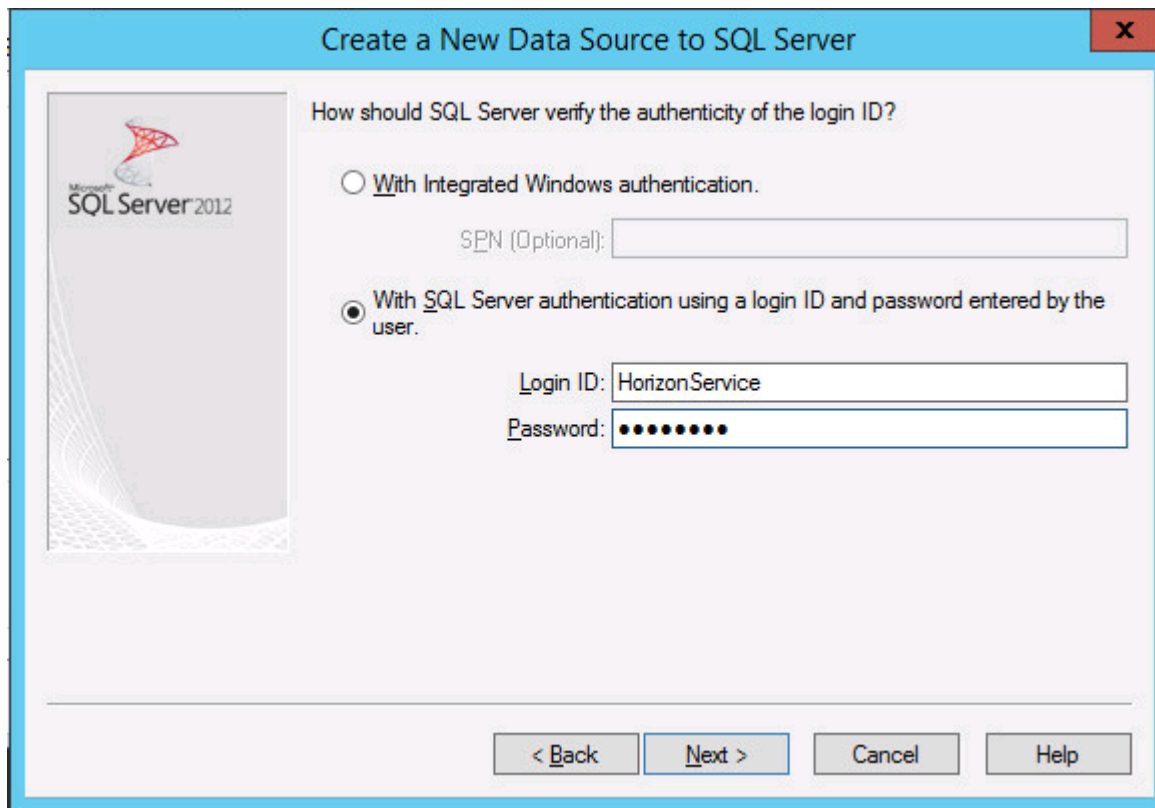 Create a New Data Source to SQL Server
x
How should SQL Server verify the authenticity of the login ID?
Microsoft®
SQL Server 2012
With Integrated Windows authentication.
SPN (Optional):
With SQL Server authentication using a login ID and password entered by the
user.
Login ID: HorizonService
Password: ●●●●●●●●
< Back Next > Cancel Help